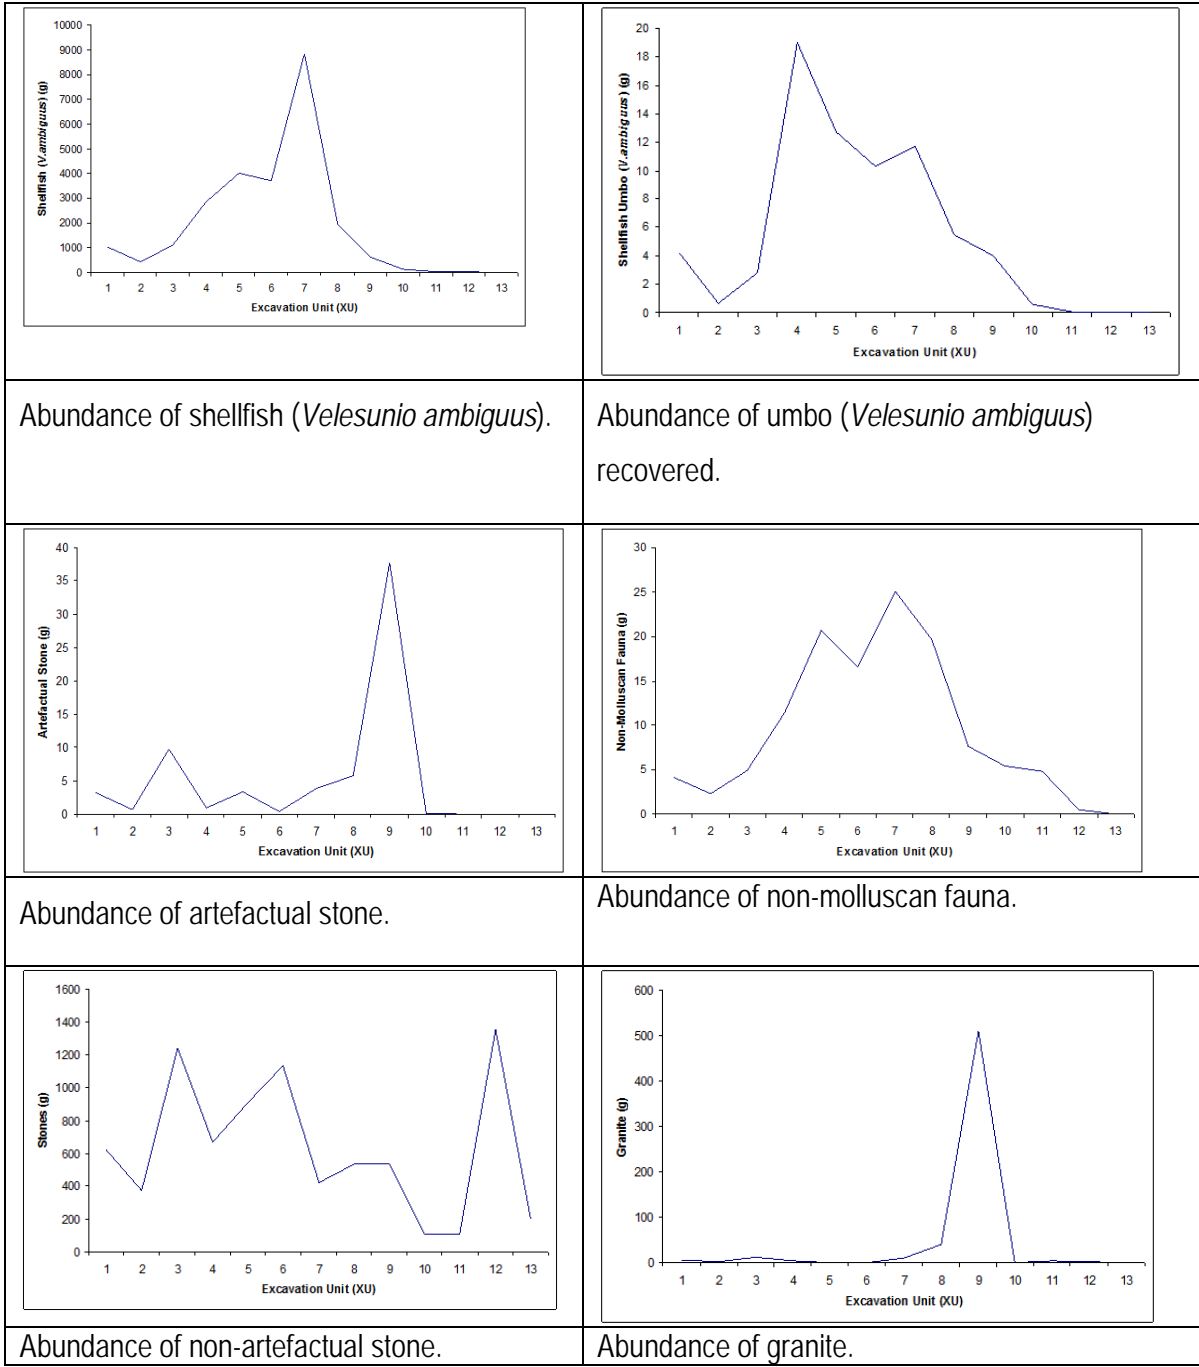 10000
9000
8000
7000
6000
5000
4000
3000
2000
1000
0
Shellfish (V.ambiguus) (g)
1 2 3 4 5 6 7 8 9 10 11 12 13
Excavation Unit (XU)
20
18
16
14
12
10
8
6
4
2
0
Shellfish Umbo (V.ambiguus) (g)
1 2 3 4 5 6 7 8 9 10 11 12 13
Excavation Unit (XU)
Abundance of shellfish (Velesunio ambiguus).
Abundance of umbo (Velesunio ambiguus)
recovered.
40
35
30
25
20
15
10
5
0
Artefactual Stone (g)
1 2 3 4 5 6 7 8 9 10 11 12 13
Excavation Unit (XU)
30
25
20
15
10
5
0
Non-Molluscan Fauna (g)
1 2 3 4 5 6 7 8 9 10 11 12 13
Excavation Unit (XU)
Abundance of artefactual stone.
Abundance of non-molluscan fauna.
1600
1400
1200
1000
800
600
400
200
0
Stones (g)
1 2 3 4 5 6 7 8 9 10 11 12 13
Excavation Unit (XU)
600
500
400
300
200
100
0
Granite (g)
1 2 3 4 5 6 7 8 9 10 11 12 13
Excavation Unit (XU)
Abundance of non-artefactual stone.
Abundance of granite.